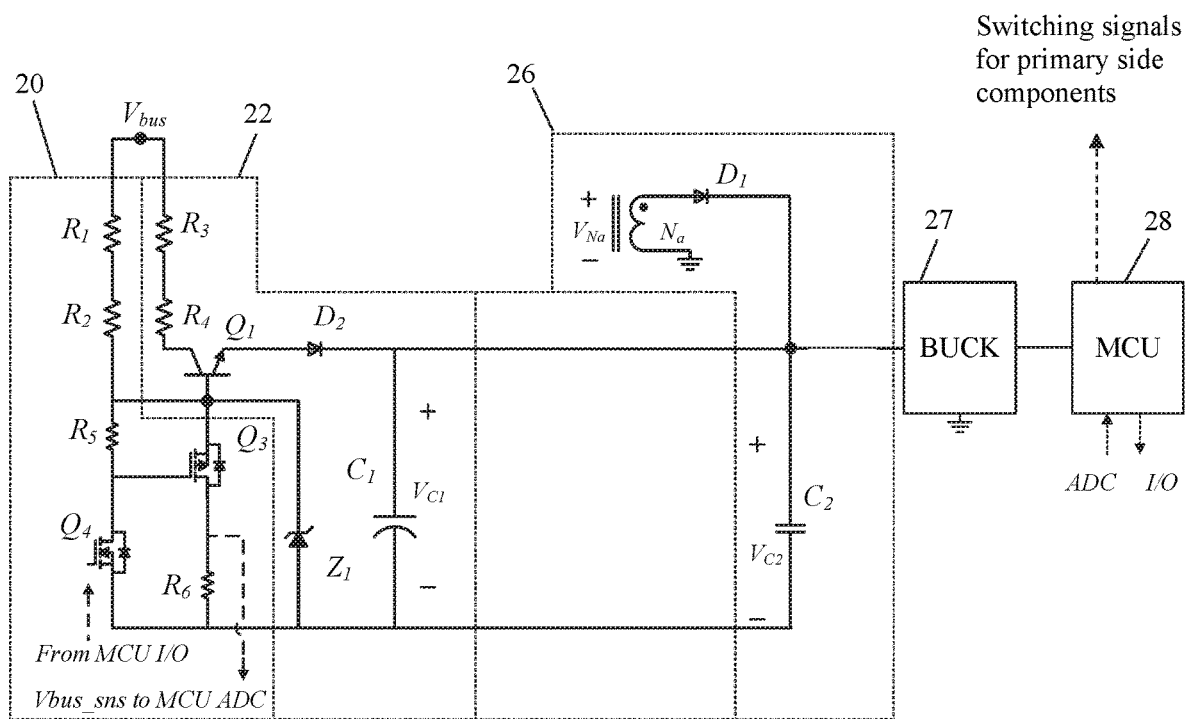 Switching signals
for primary side
components
20
V_bus
22
26
27
28
R_1
R_2
R_3
R_4
Q_1
D_2
+
V_Na
−
N_a
D_1
BUCK
MCU
ADC
I/O
R_5
Q_3
Q_4
R_6
Z_1
C_1
+
V_C1
−
+
C_2
V_C2
−
From MCU I/O
Vbus_sns to MCU ADC